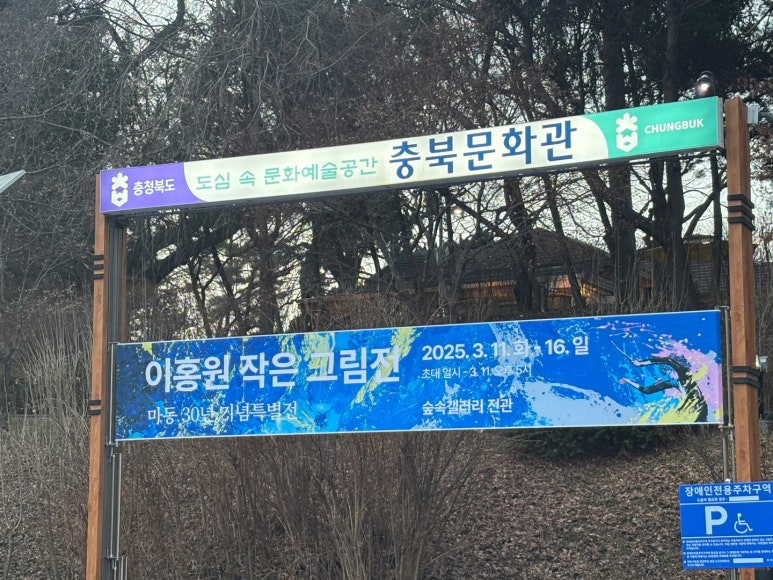 충청북도 도심 속 문화예술공간 충북문화관 CHUNGBUK
이홍원 작은 그림전
마동 30년 기념특별전
2025. 3. 11. 화 - 16. 일
초대 일시 - 3. 11. 오후 5시
숲속갤러리 전관
장애인전용주차구역
P